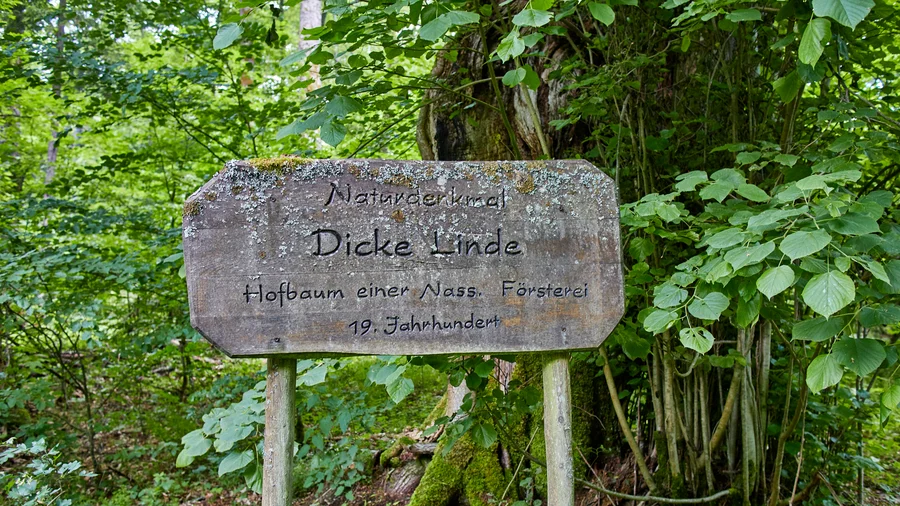 Naturdenkmal
Dicke Linde
Hofbaum einer Nass. Försterei
19. Jahrhundert